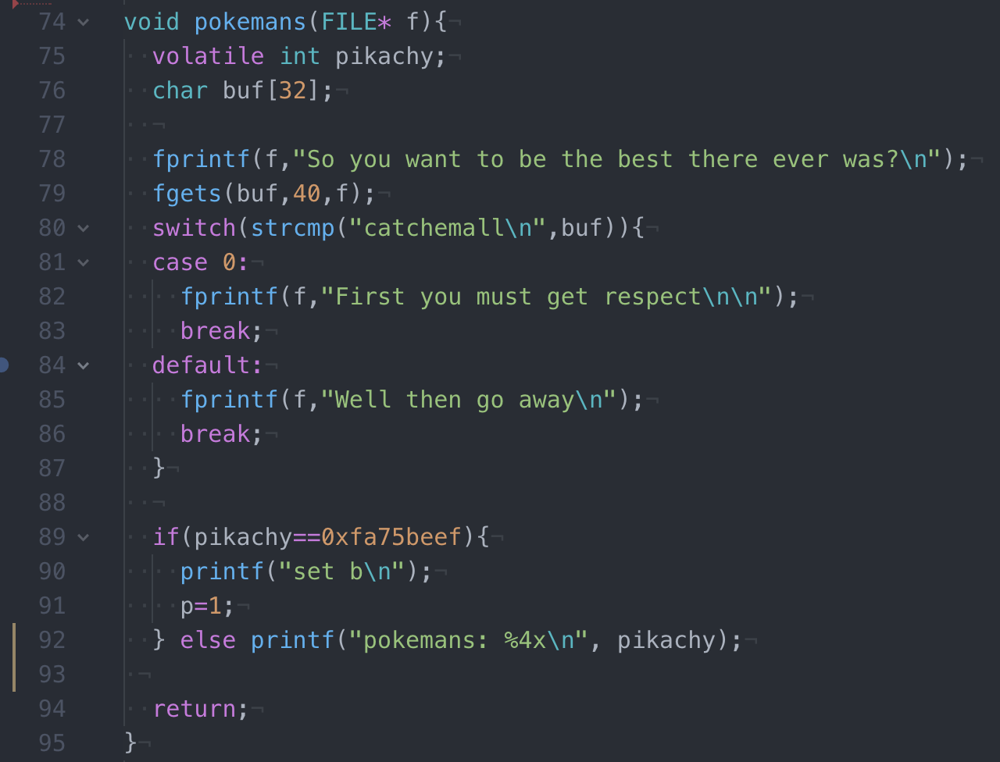 74 void pokemans(FILE* f){¬
75 ··volatile int pikachy;¬
76 ··char buf[32];¬
77 ··¬
78 ··fprintf(f,"So you want to be the best there ever was?\n");¬
79 ··fgets(buf,40,f);¬
80 ··switch(strcmp("catchemall\n",buf)){¬
81 ··case 0:¬
82 ····fprintf(f,"First you must get respect\n\n");¬
83 ····break;¬
84 ··default:¬
85 ····fprintf(f,"Well then go away\n");¬
86 ····break;¬
87 ··}¬
88 ··¬
89 ··if(pikachy==0xfa75beef){¬
90 ····printf("set b\n");¬
91 ····p=1;¬
92 ··} else printf("pokemans: %4x\n", pikachy);¬
93 ·¬
94 ··return;¬
95 }¬